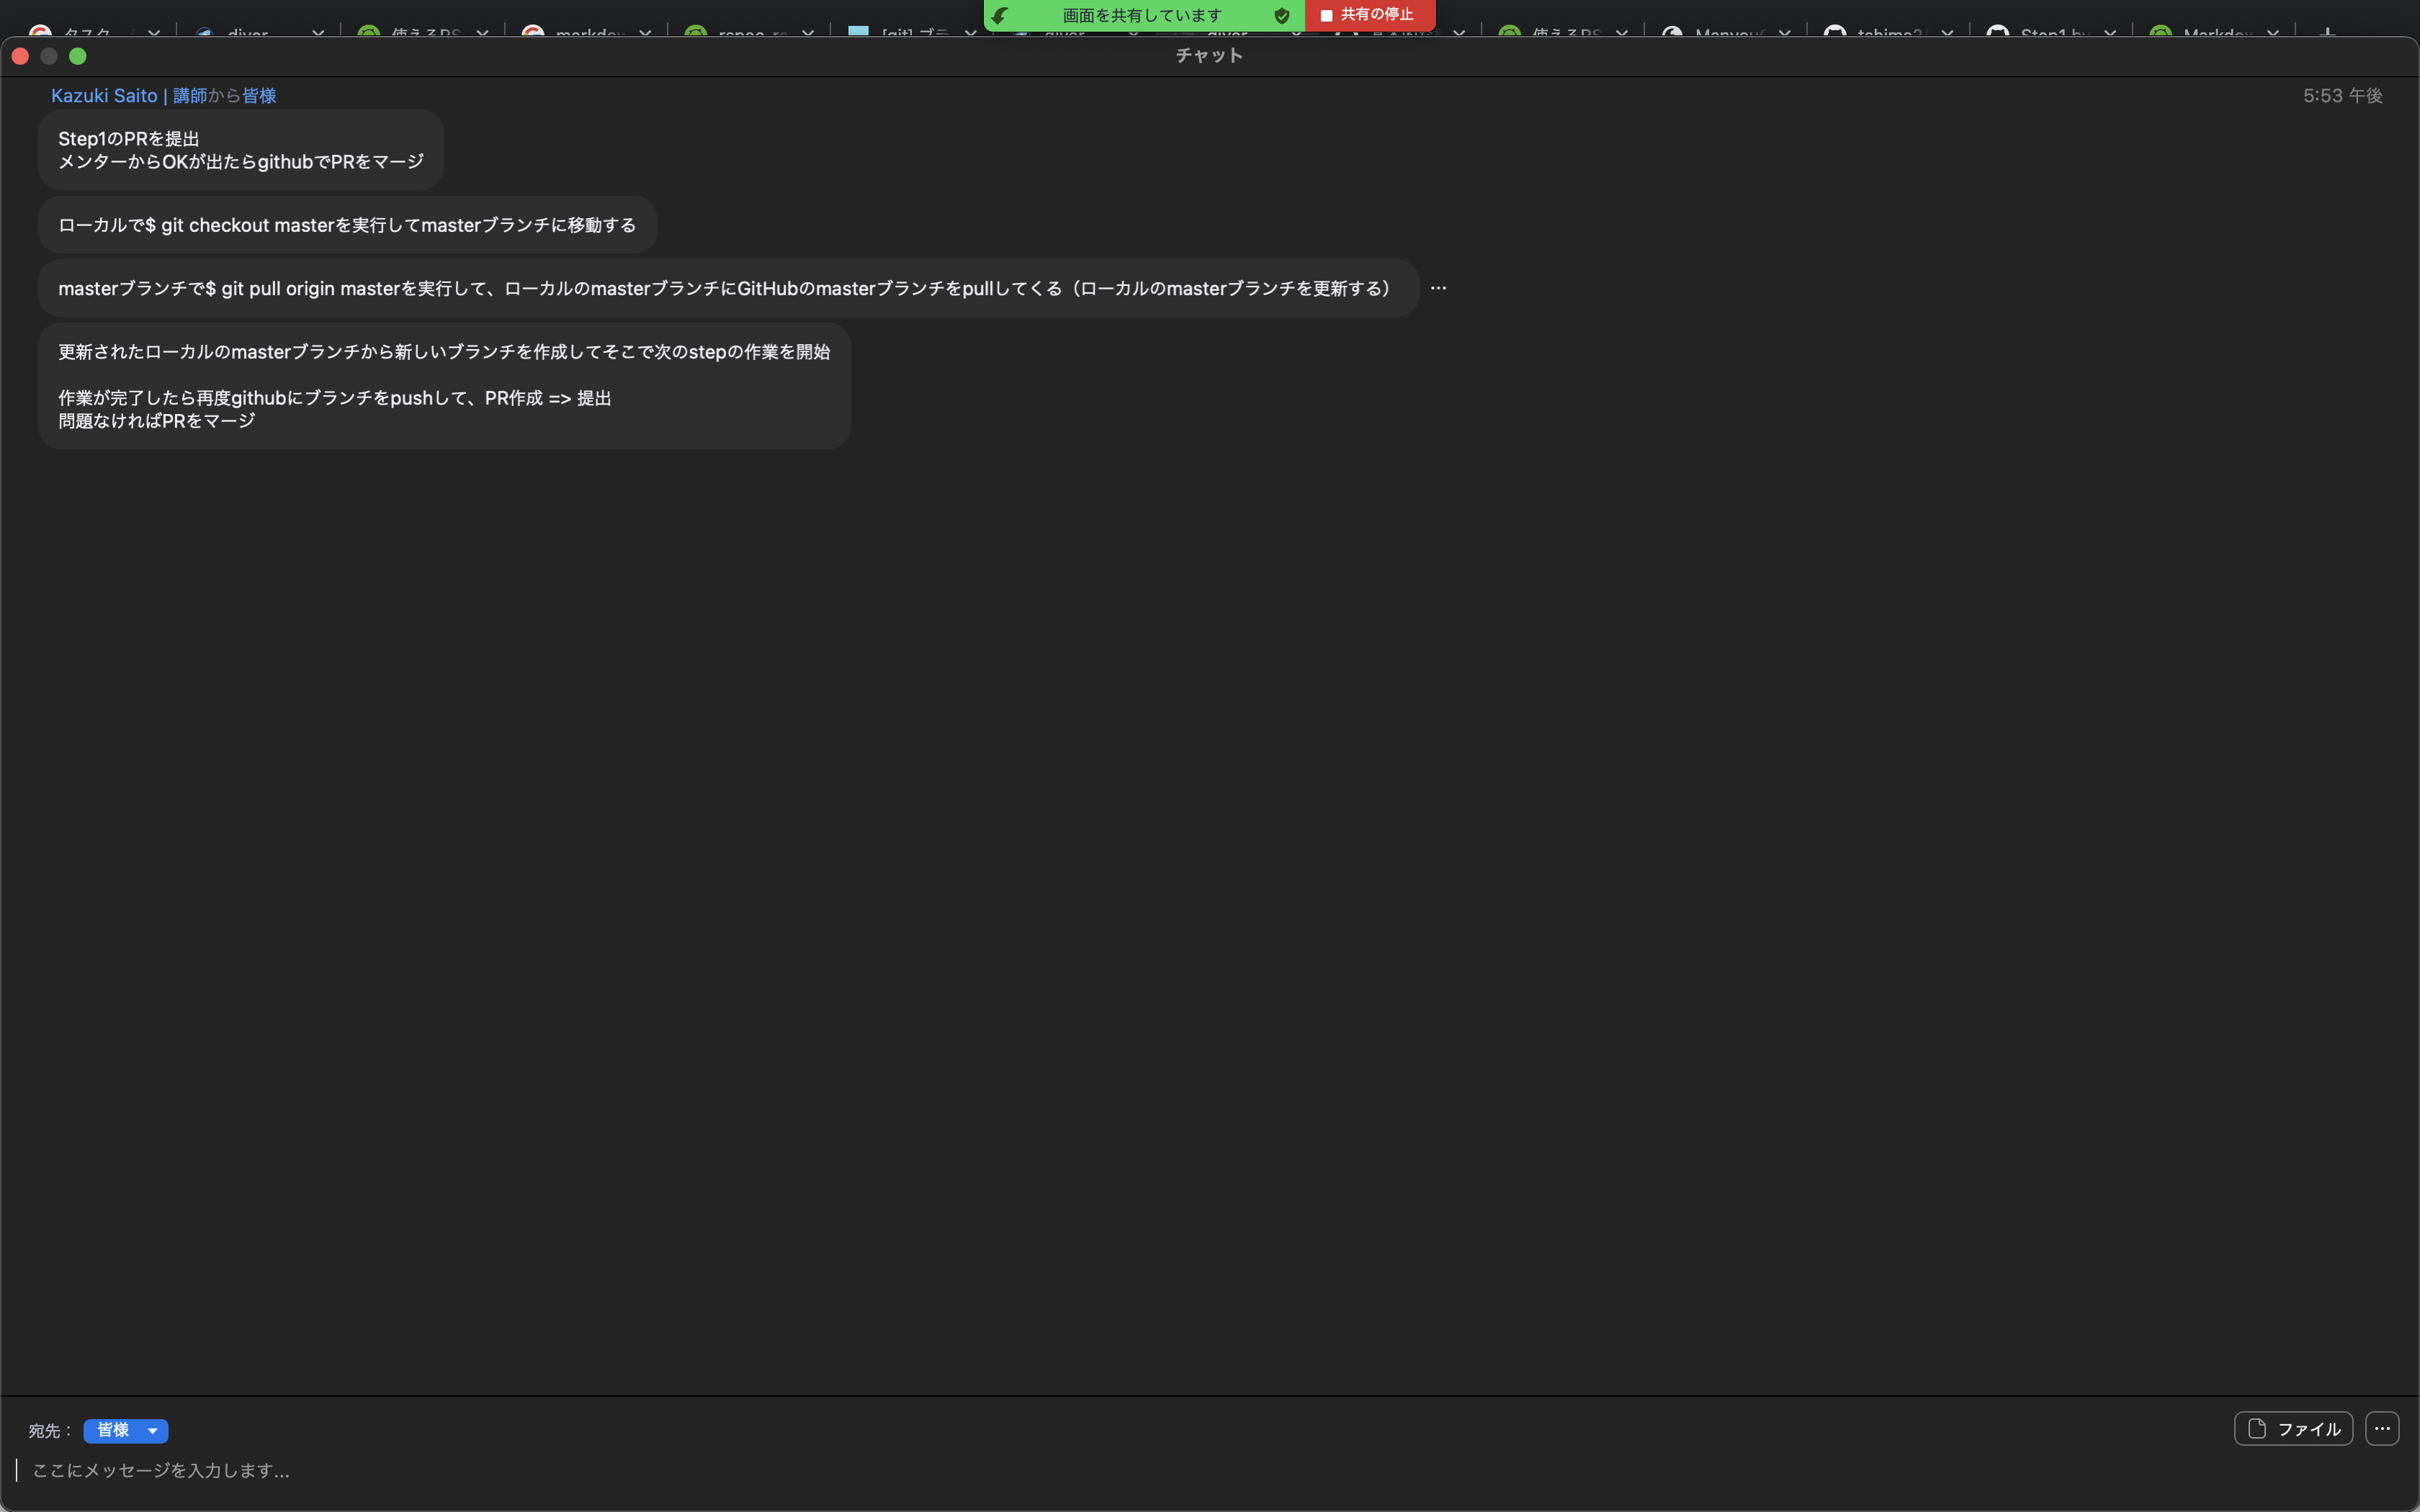 画面を共有しています
共有の停止
チャット
Kazuki Saito | 講師から皆様
5:53 午後
Step1のPRを提出
メンターからOKが出たらgithubでPRをマージ
ローカルで$ git checkout masterを実行してmasterブランチに移動する
masterブランチで$ git pull origin masterを実行して、ローカルのmasterブランチにGitHubのmasterブランチをpullしてくる（ローカルのmasterブランチを更新する）
更新されたローカルのmasterブランチから新しいブランチを作成してそこで次のstepの作業を開始
作業が完了したら再度githubにブランチをpushして、PR作成 => 提出
問題なければPRをマージ
宛先：
皆様
ファイル
ここにメッセージを入力します...